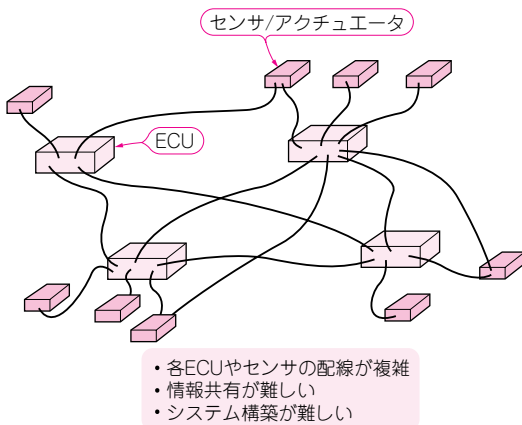 センサ/アクチュエータ
ECU
・各ECUやセンサの配線が複雑
・情報共有が難しい
・システム構築が難しい